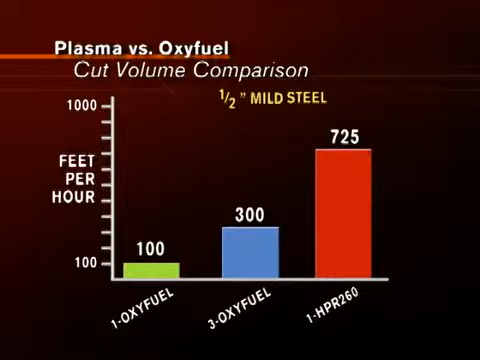 Plasma vs. Oxyfuel
Cut Volume Comparison
1/2 " MILD STEEL
1000
FEET
PER
HOUR
100
100
300
725
1-OXYFUEL
3-OXYFUEL
1-HPR260